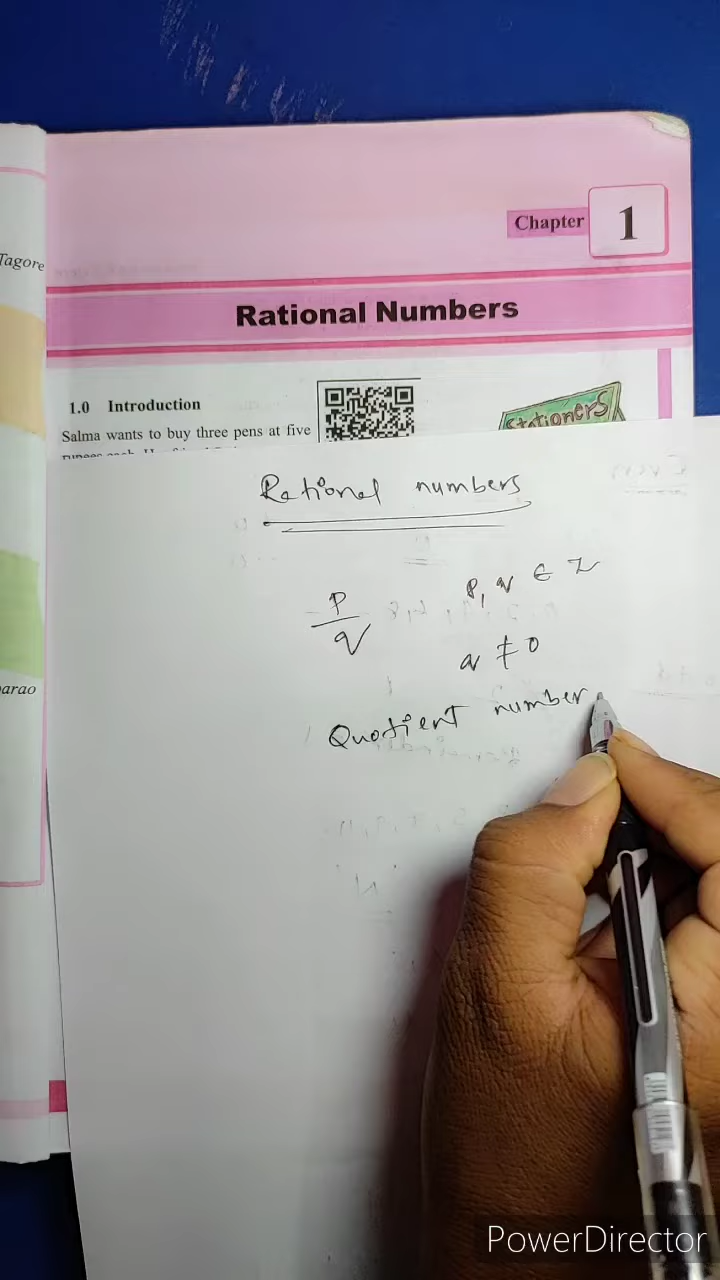 Tagore
Chapter 1
Rational Numbers
1.0 Introduction
Stationers
Salma wants to buy three pens at five
Rational numbers
p, q ∈ Z
p/q
q ≠ 0
Quotient number
arao
PowerDirector